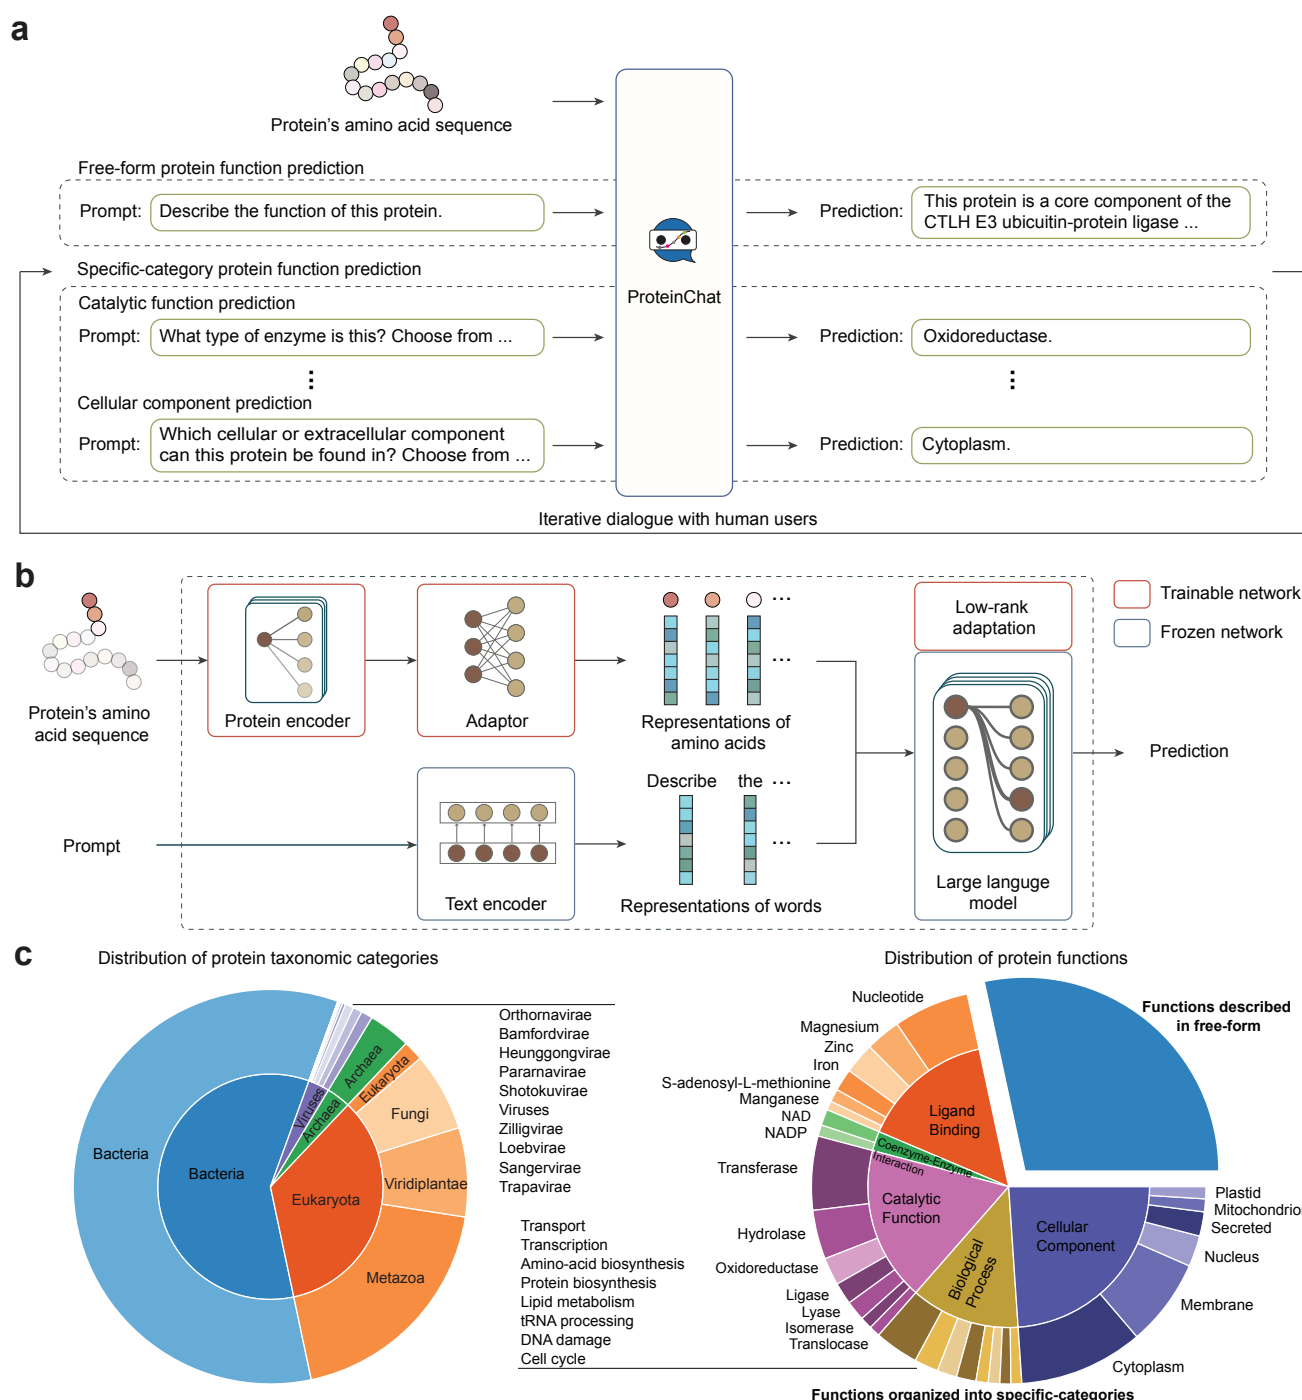 a
Protein's amino acid sequence
Free-form protein function prediction
Prompt:
Describe the function of this protein.
Prediction:
This protein is a core component of the
CTLH E3 ubicuitin-protein ligase ...
Specific-category protein function prediction
ProteinChat
Catalytic function prediction
Prompt:
What type of enzyme is this? Choose from ...
Prediction:
Oxidoreductase.
Cellular component prediction
Prompt:
Which cellular or extracellular component
can this protein be found in? Choose from ...
Prediction:
Cytoplasm.
Iterative dialogue with human users
b
Protein's amino
acid sequence
Protein encoder
Adaptor
...
...
Representations of
amino acids
Low-rank
adaptation
Trainable network
Frozen network
Prompt
Text encoder
Describe the ...
...
Representations of words
Large languge
model
Prediction
c
Distribution of protein taxonomic categories
Bacteria
Bacteria
Viruses
Archaea
Archaea
Eukaryota
Eukaryota
Fungi
Viridiplantae
Metazoa
Orthornavirae
Bamfordvirae
Heunggongvirae
Pararnavirae
Shotokuvirae
Viruses
Zilligvirae
Loebvirae
Sangervirae
Trapavirae
Distribution of protein functions
Functions described
in free-form
Nucleotide
Magnesium
Zinc
Iron
S-adenosyl-L-methionine
Manganese
NAD
NADP
Transferase
Hydrolase
Oxidoreductase
Ligase
Lyase
Isomerase
Translocase
Ligand
Binding
Coenzyme-Enzyme
Interaction
Catalytic
Function
Biological
Process
Cellular
Component
Plastid
Mitochondrion
Secreted
Nucleus
Membrane
Cytoplasm
Transport
Transcription
Amino-acid biosynthesis
Protein biosynthesis
Lipid metabolism
tRNA processing
DNA damage
Cell cycle
Functions organized into specific-categories